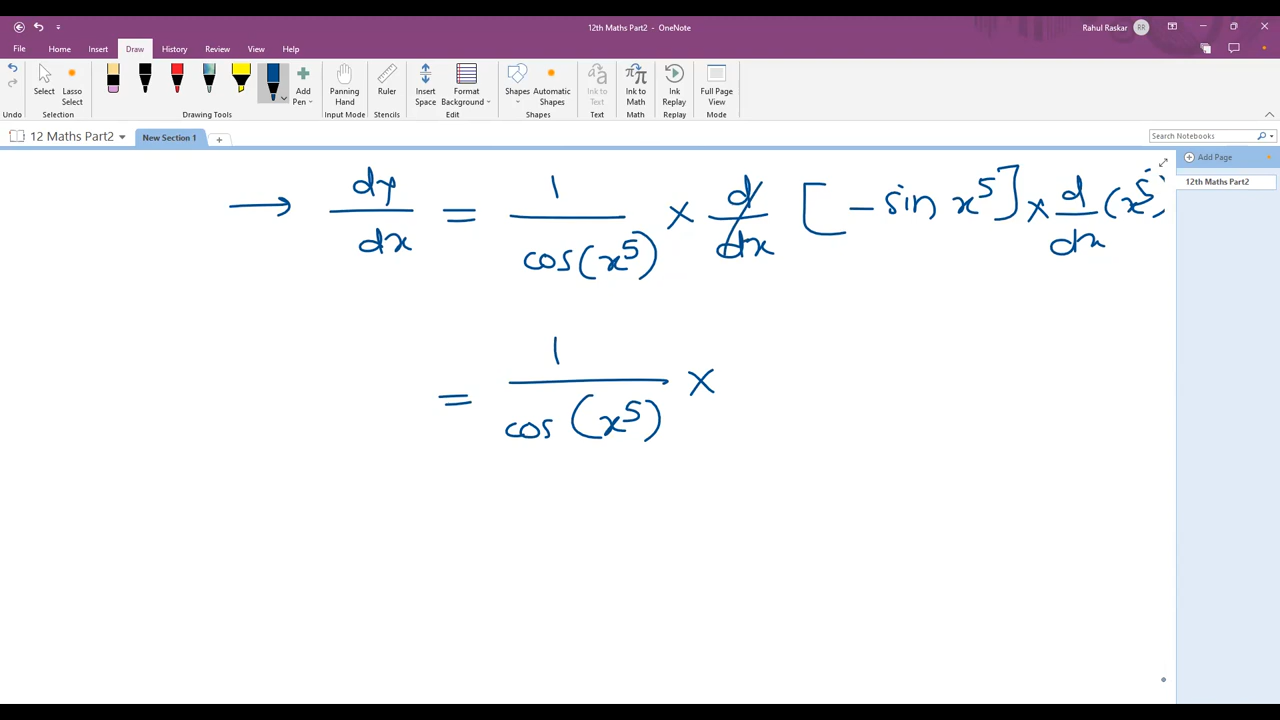 12th Maths Part2 - OneNote
Rahul Raskar RR
File Home Insert Draw History Review View Help
Select Lasso Select Add Pen Panning Hand Ruler Insert Space Format Background Shapes Automatic Shapes Ink to Text Ink to Math Ink Replay Full Page View
Undo Selection Drawing Tools Input Mode Stencils Edit Shapes Text Math Replay Mode
12 Maths Part2 New Section 1 + Search Notebooks
Add Page
12th Maths Part2
→ dy/dx = 1/cos(x⁵) × d/dx [- sin x⁵] × d/dx (x⁵)
= 1/cos (x⁵) ×